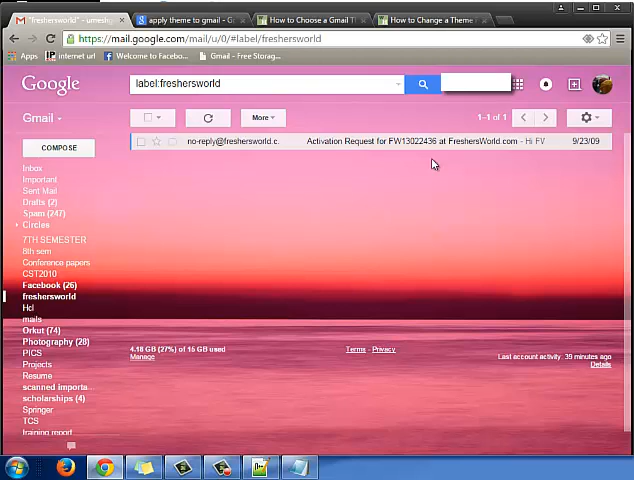 "freshersworld" - umeshg
apply theme to gmail - G
How to Choose a Gmail T
How to Change a Theme
https://mail.google.com/mail/u/0/#label/freshersworld
Apps internet url Welcome to Facebo... Gmail - Free Storag...
Google label:freshersworld
Gmail More 1–1 of 1
COMPOSE
no-reply@freshersworld.c. Activation Request for FW13022436 at FreshersWorld.com - Hi FV 9/23/09
Inbox
Important
Sent Mail
Drafts (2)
Spam (247)
Circles
7TH SEMESTER
8th sem
Conference papers
CST2010
Facebook (26)
freshersworld
Hcl
mails
Orkut (74)
Photography (28)
PICS
Projects
Resume
scanned importa...
scholarships (4)
Springer
TCS
training report
4.18 GB (27%) of 15 GB used
Manage
Terms - Privacy
Last account activity: 39 minutes ago
Details